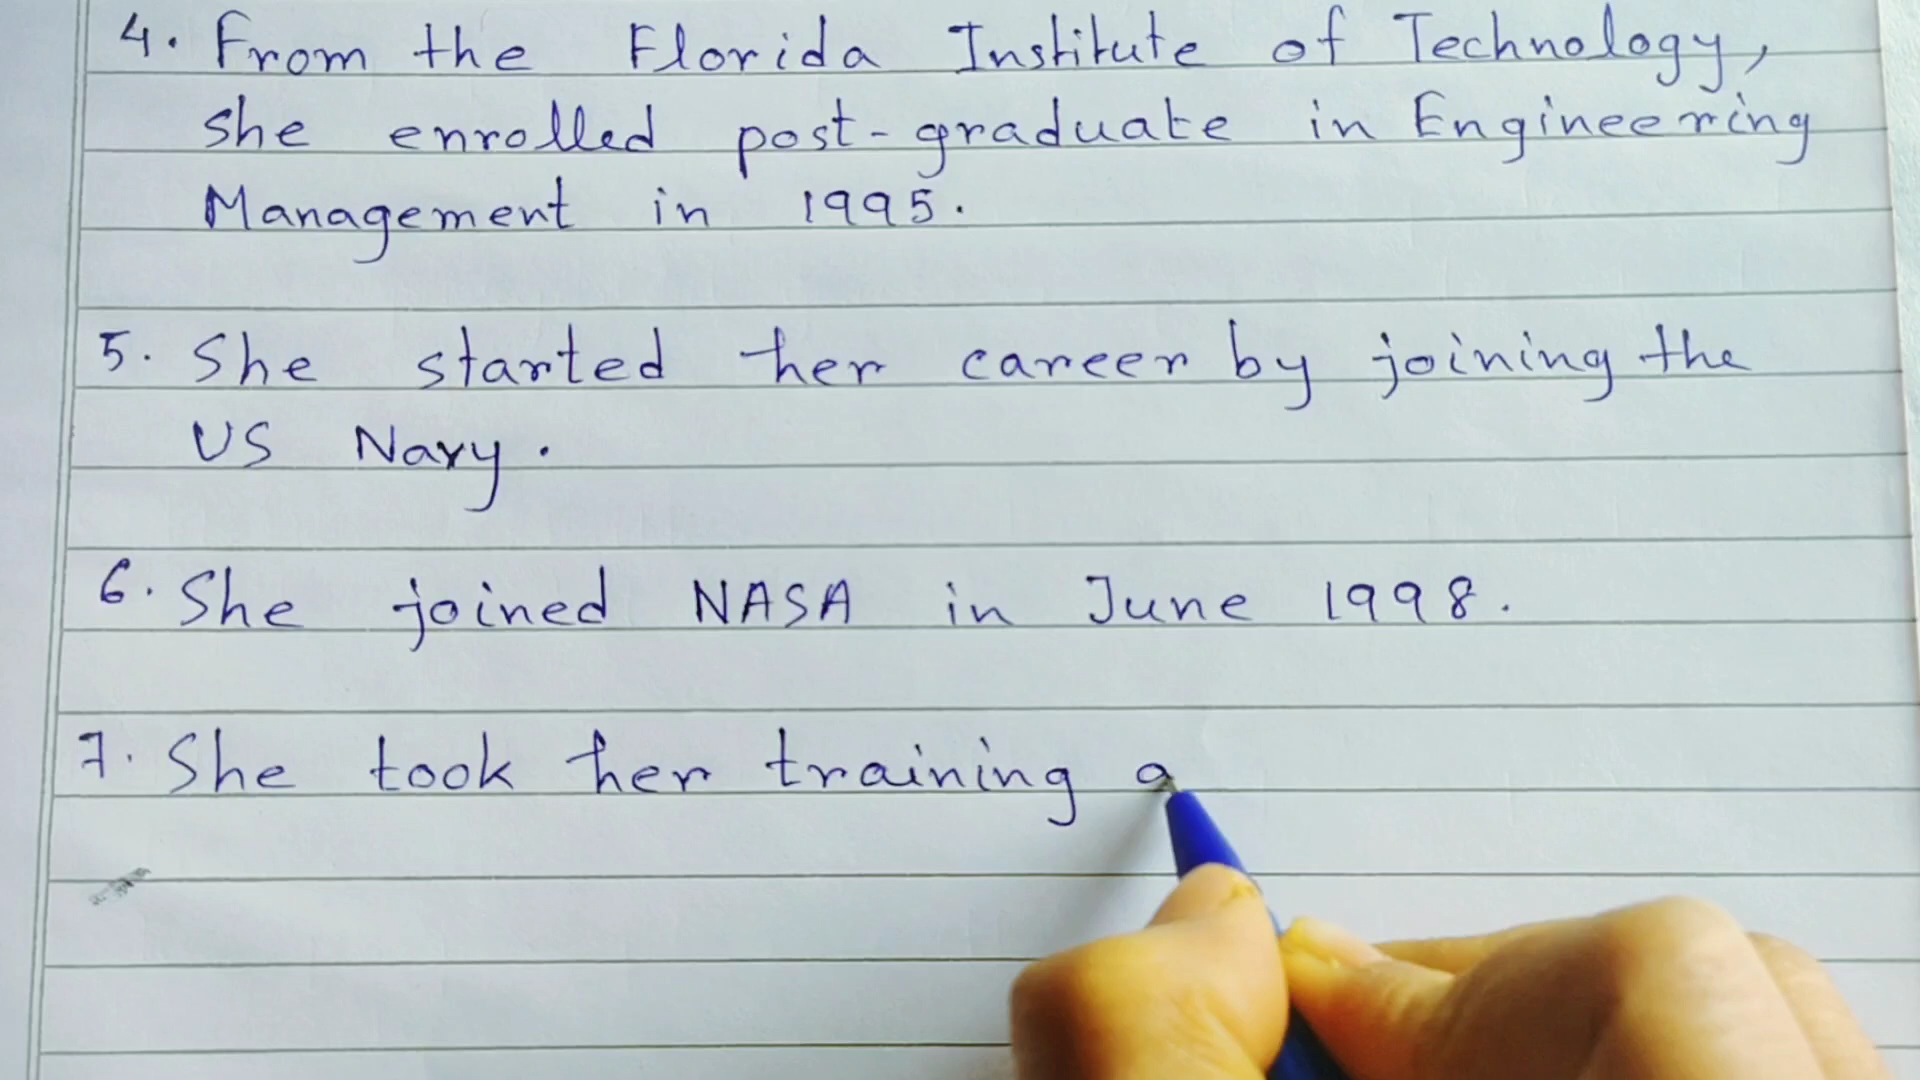 4. From the Florida Institute of Technology,
she enrolled post-graduate in Engineering
Management in 1995.
5. She started her career by joining the
US Navy.
6. She joined NASA in June 1998.
7. She took her training a